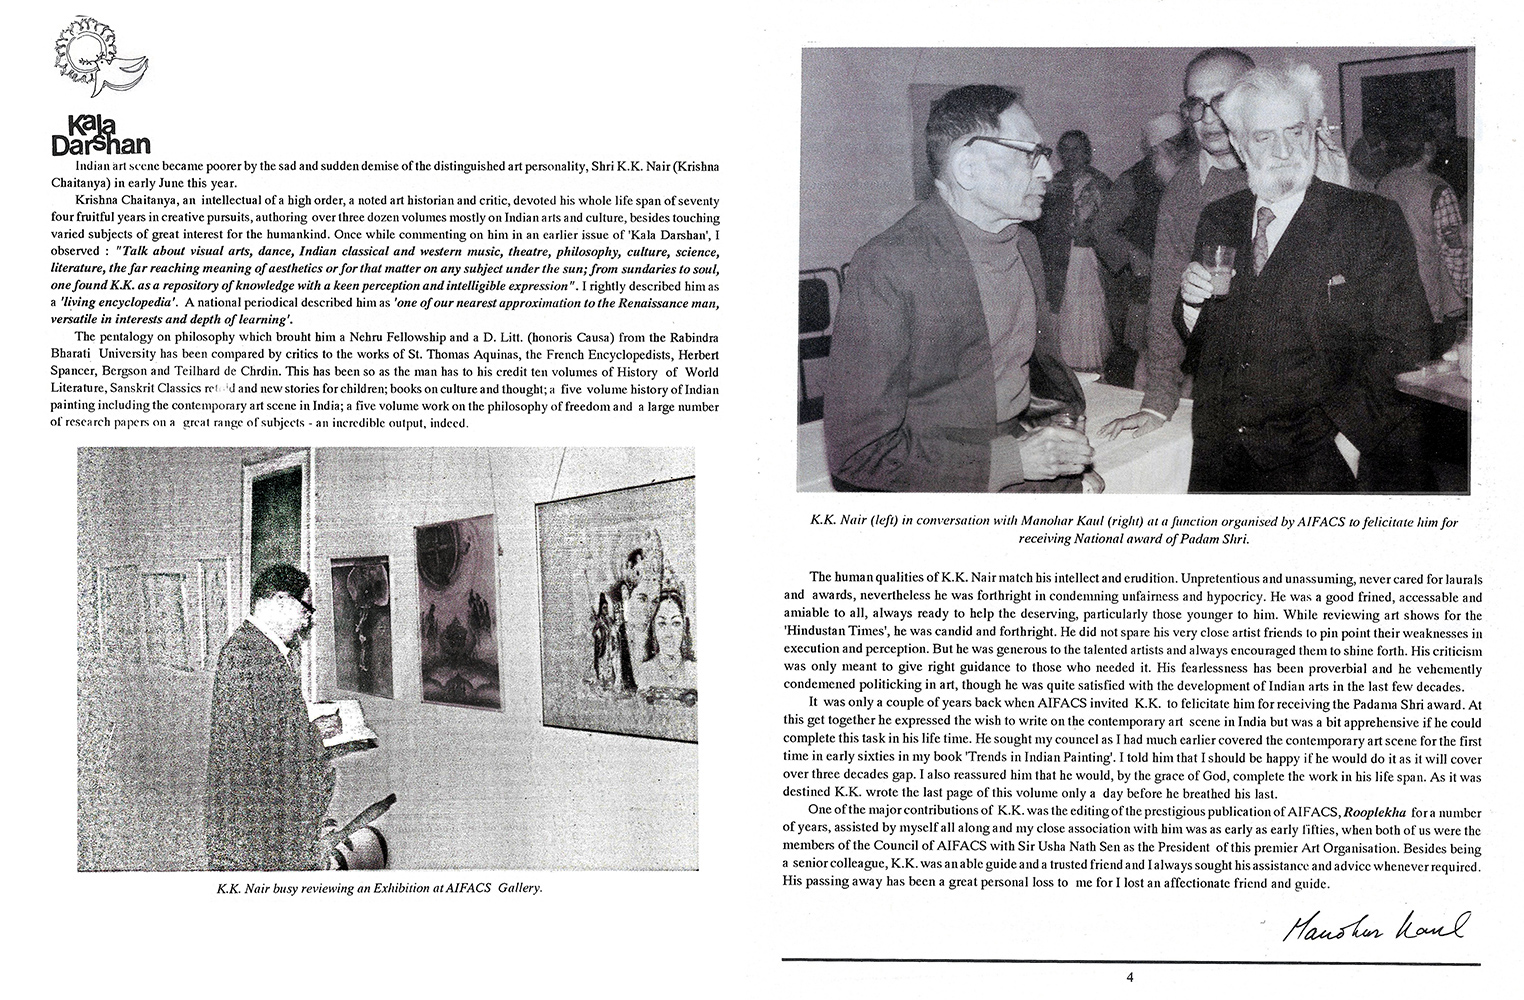 Kala
Darshan
Indian art scene became poorer by the sad and sudden demise of the distinguished art personality, Shri K.K. Nair (Krishna
Chaitanya) in early June this year.
Krishna Chaitanya, an intellectual of a high order, a noted art historian and critic, devoted his whole life span of seventy
four fruitful years in creative pursuits, authoring over three dozen volumes mostly on Indian arts and culture, besides touching
varied subjects of great interest for the humankind. Once while commenting on him in an earlier issue of 'Kala Darshan', I
observed : "Talk about visual arts, dance, Indian classical and western music, theatre, philosophy, culture, science,
literature, the far reaching meaning of aesthetics or for that matter on any subject under the sun; from sundaries to soul,
one found K.K. as a repository of knowledge with a keen perception and intelligible expression". I rightly described him as
a 'living encyclopedia'. A national periodical described him as 'one of our nearest approximation to the Renaissance man,
versatile in interests and depth of learning'.
The pentalogy on philosophy which brouht him a Nehru Fellowship and a D. Litt. (honoris Causa) from the Rabindra
Bharati University has been compared by critics to the works of St. Thomas Aquinas, the French Encyclopedists, Herbert
Spancer, Bergson and Teilhard de Chrdin. This has been so as the man has to his credit ten volumes of History of World
Literature, Sanskrit Classics and new stories for children; books on culture and thought; a five volume history of Indian
painting including the contemporary art scene in India; a five volume work on the philosophy of freedom and a large number
of research papers on a great range of subjects - an incredible output, indeed.
K.K. Nair busy reviewing an Exhibition at AIFACS Gallery.
K.K. Nair (left) in conversation with Manohar Kaul (right) at a function organised by AIFACS to felicitate him for
receiving National award of Padam Shri.
The human qualities of K.K. Nair match his intellect and erudition. Unpretentious and unassuming, never cared for laurals
and awards, nevertheless he was forthright in condemning unfairness and hypocricy. He was a good frined, accessable and
amiable to all, always ready to help the deserving, particularly those younger to him. While reviewing art shows for the
'Hindustan Times', he was candid and forthright. He did not spare his very close artist friends to pin point their weaknesses in
execution and perception. But he was generous to the talented artists and always encouraged them to shine forth. His criticism
was only meant to give right guidance to those who needed it. His fearlessness has been proverbial and he vehemently
condemened politicking in art, though he was quite satisfied with the development of Indian arts in the last few decades.
It was only a couple of years back when AIFACS invited K.K. to felicitate him for receiving the Padama Shri award. At
this get together he expressed the wish to write on the contemporary art scene in India but was a bit apprehensive if he could
complete this task in his life time. He sought my councel as I had much earlier covered the contemporary art scene for the first
time in early sixties in my book 'Trends in Indian Painting'. I told him that I should be happy if he would do it as it will cover
over three decades gap. I also reassured him that he would, by the grace of God, complete the work in his life span. As it was
destined K.K. wrote the last page of this volume only a day before he breathed his last.
One of the major contributions of K.K. was the editing of the prestigious publication of AIFACS, Rooplekha for a number
of years, assisted by myself all along and my close association with him was as early as early fifties, when both of us were the
members of the Council of AIFACS with Sir Usha Nath Sen as the President of this premier Art Organisation. Besides being
a senior colleague, K.K. was an able guide and a trusted friend and I always sought his assistance and advice whenever required.
His passing away has been a great personal loss to me for I lost an affectionate friend and guide.
Manohar Kaul
4